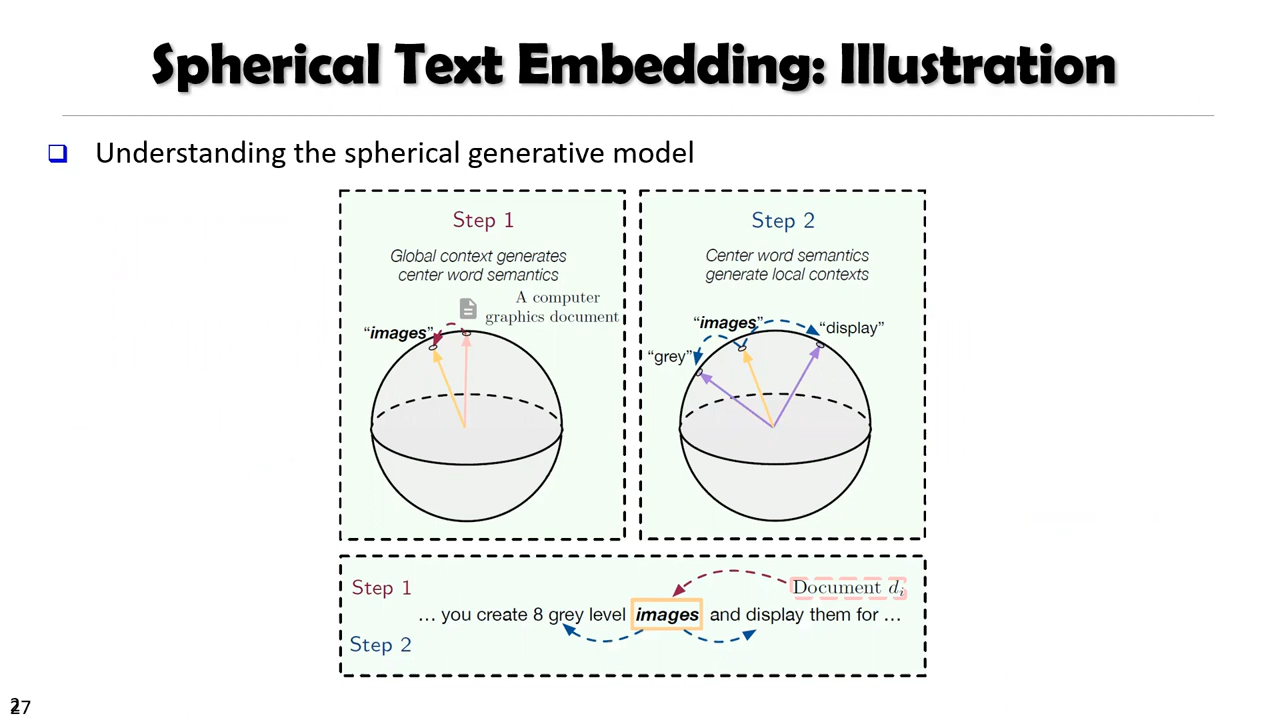 Spherical Text Embedding: Illustration
❑ Understanding the spherical generative model
Step 1
Global context generates
center word semantics
A computer
graphics document
“images”
Step 2
Center word semantics
generate local contexts
“images”
“display”
“grey”
Step 1
Document dᵢ
... you create 8 grey level images and display them for ...
Step 2
27